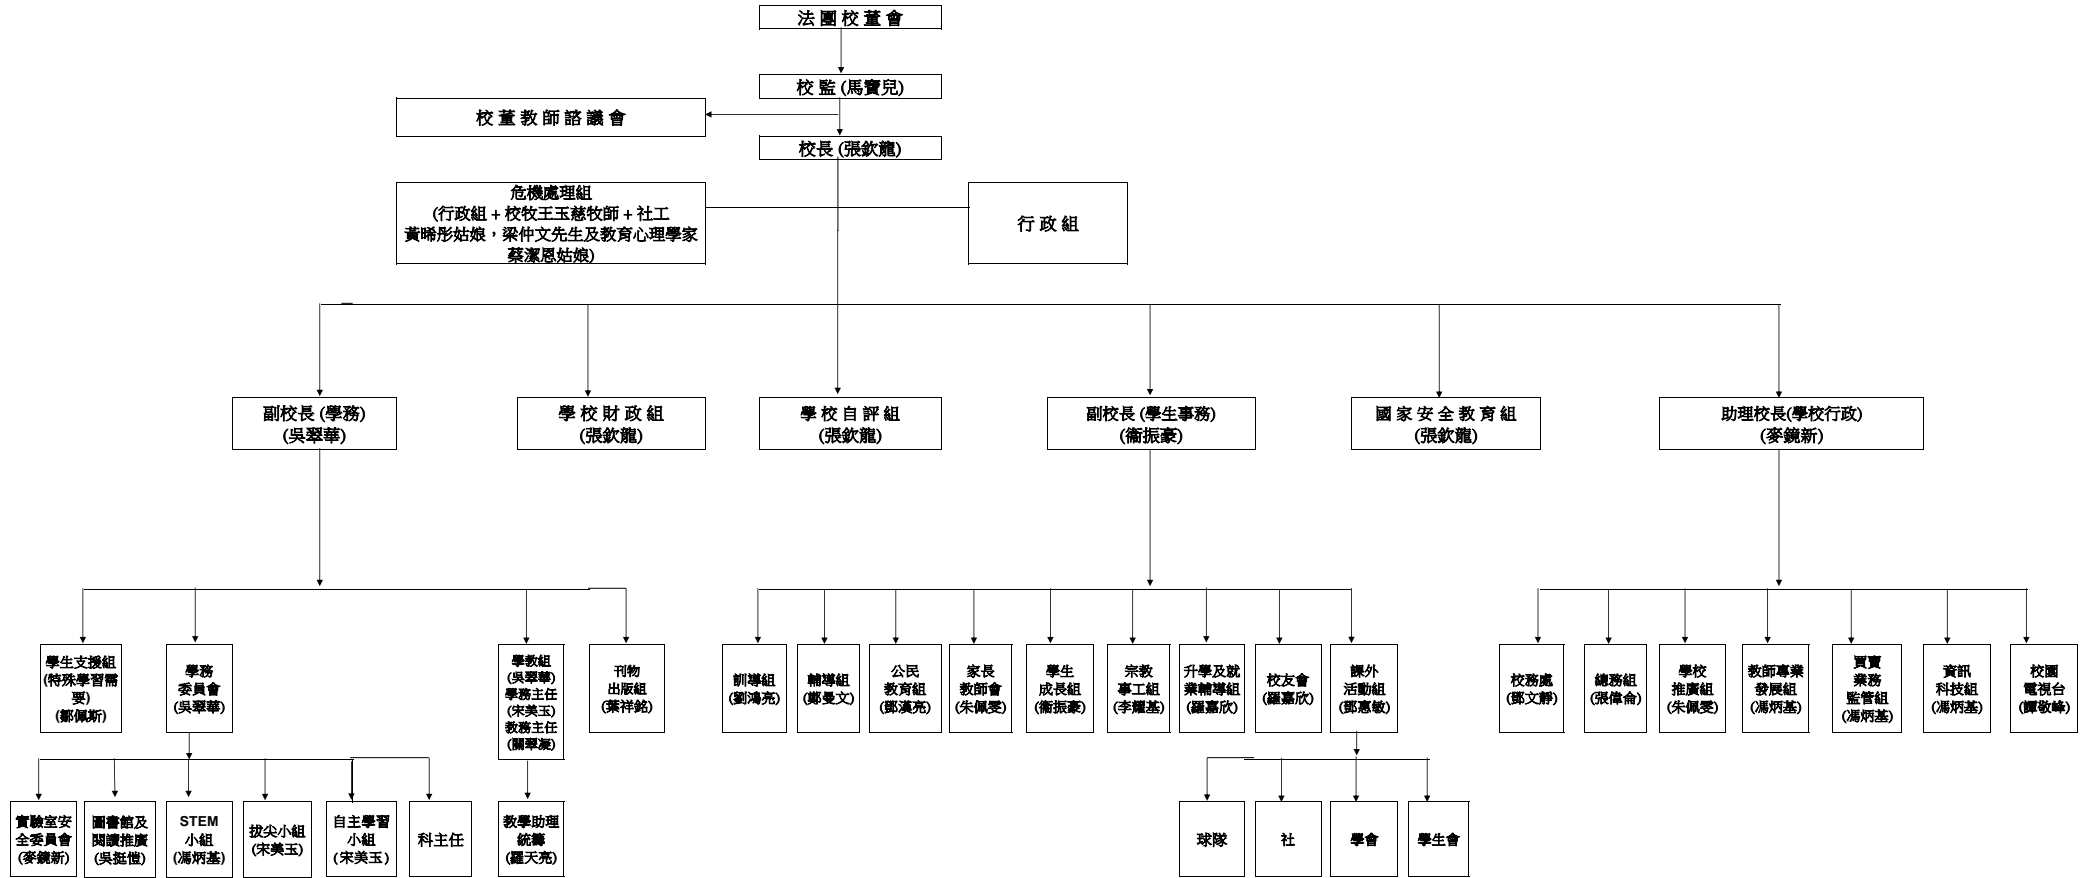 法 團 校 董 會
校 監 (馬寶兒)
校 董 教 師 諮 議 會
校長 (張欽龍)
危機處理組
(行政組 + 校牧王玉慈牧師 + 社工
黃晞彤姑娘，梁仲文先生及教育心理學家
蔡潔恩姑娘)
行 政 組
副校長 (學務)
(吳翠華)
學 校 財 政 組
(張欽龍)
學 校 自 評 組
(張欽龍)
副校長 (學生事務)
(衞振豪)
國 家 安 全 教 育 組
(張欽龍)
助理校長(學校行政)
(麥鏡新)
學生支援組
(特殊學習需
要)
(鄒佩斯)
學務
委員會
(吳翠華)
學教組
(吳翠華)
學務主任
(宋美玉)
教務主任
(關翠凝)
刊物
出版組
(葉祥銘)
訓導組
(劉鴻亮)
輔導組
(鄭曼文)
公民
教育組
(鄧漢亮)
家長
教師會
(朱佩雯)
學生
成長組
(衞振豪)
宗教
事工組
(李耀基)
升學及就
業輔導組
(羅嘉欣)
校友會
(羅嘉欣)
課外
活動組
(鄧惠敏)
校務處
(鄧文靜)
總務組
(張偉侖)
學校
推廣組
(朱佩雯)
教師專業
發展組
(馮炳基)
買賣
業務
監管組
(馮炳基)
資訊
科技組
(馮炳基)
校園
電視台
(譚敬峰)
實驗室安
全委員會
(麥鏡新)
圖書館及
閱讀推廣
(吳挺愷)
STEM
小組
(馮炳基)
拔尖小組
(宋美玉)
自主學習
小組
(宋美玉)
科主任
教學助理
統籌
(羅天亮)
球隊
社
學會
學生會